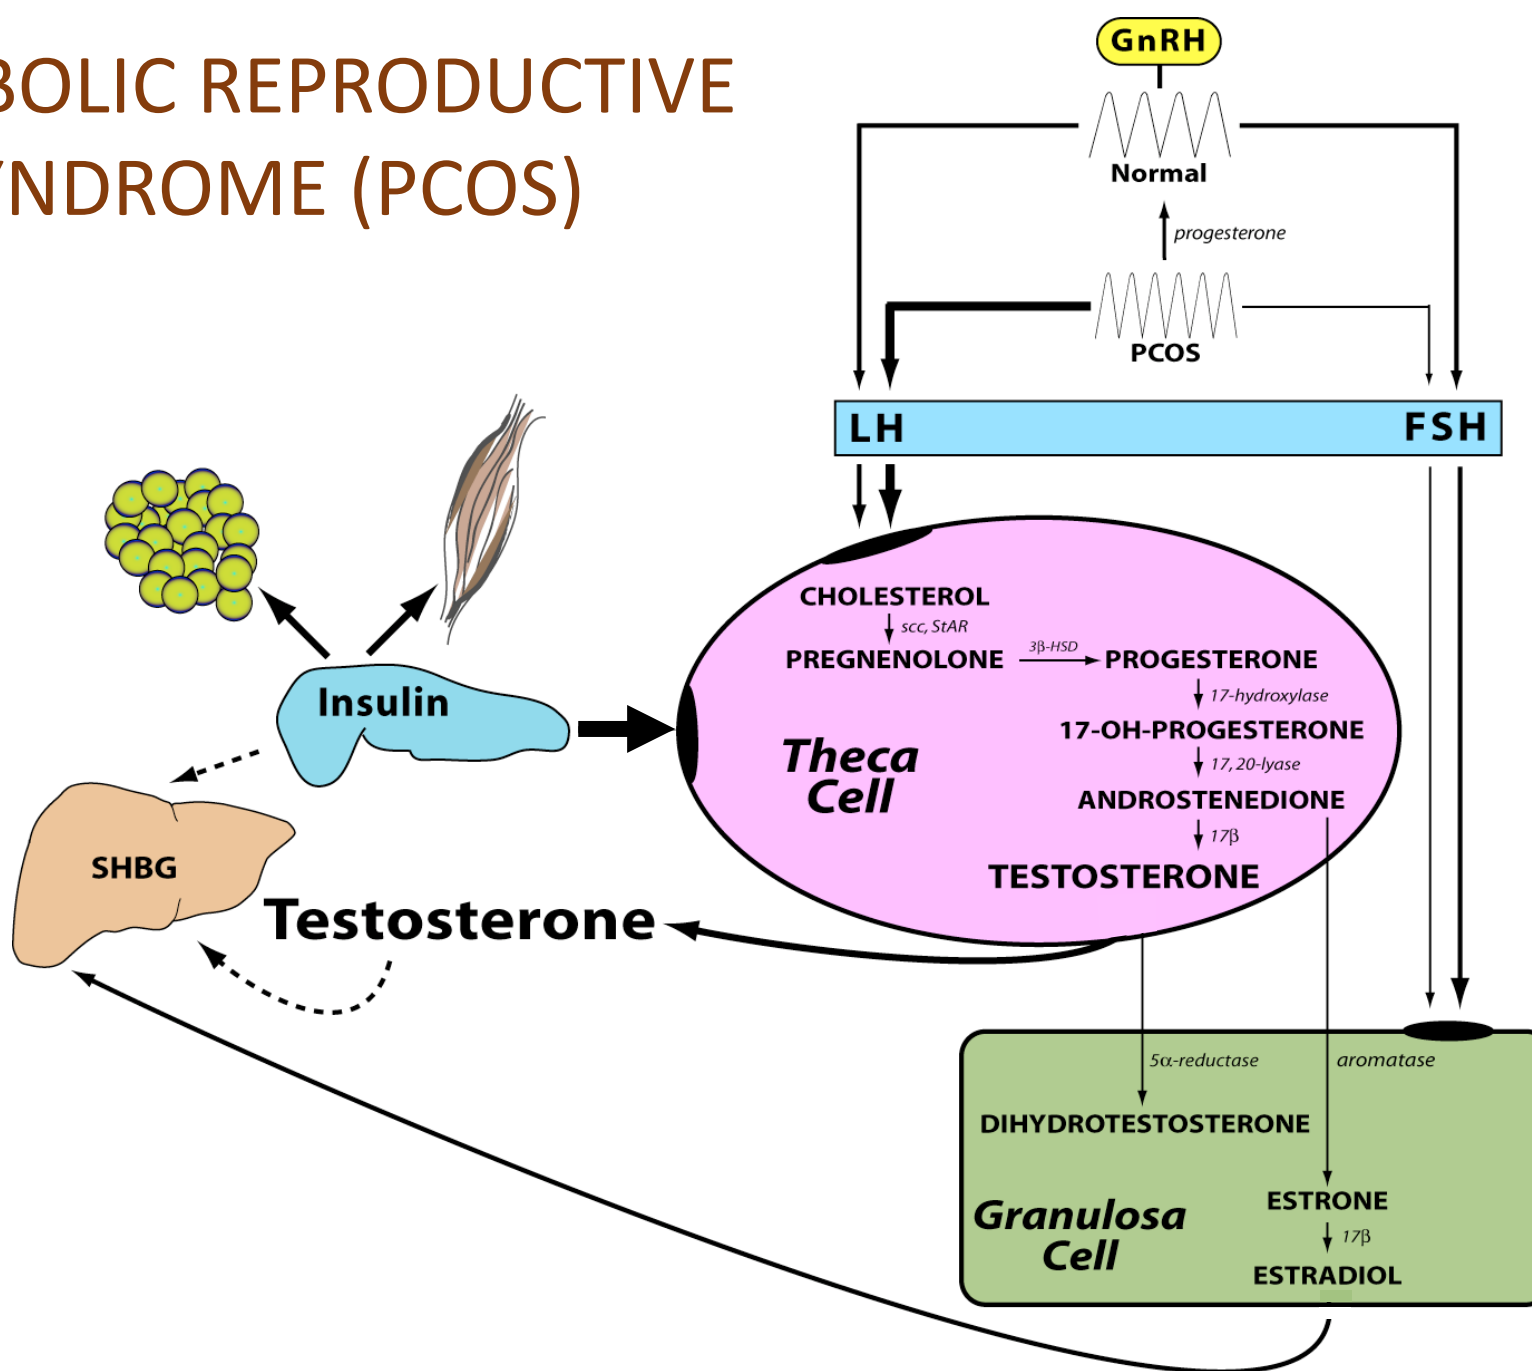 BOLIC REPRODUCTIVE
YNDROME (PCOS)
GnRH
Normal
progesterone
PCOS
LH
FSH
CHOLESTEROL
scc, StAR
PREGNENOLONE
3β-HSD
PROGESTERONE
17-hydroxylase
17-OH-PROGESTERONE
17, 20-lyase
ANDROSTENEDIONE
17β
TESTOSTERONE
Theca
Cell
Insulin
SHBG
Testosterone
5α-reductase
aromatase
DIHYDROTESTOSTERONE
Granulosa
Cell
ESTRONE
17β
ESTRADIOL